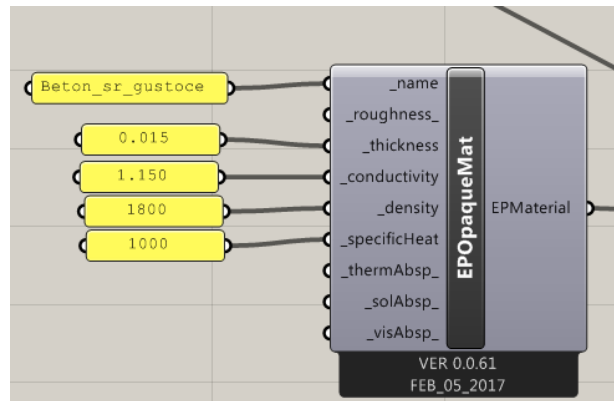 Beton_sr_gustoce
0.015
1.150
1800
1000
_name
_roughness_
_thickness
_conductivity
_density
_specificHeat
_thermAbsp_
_solAbsp_
_visAbsp_
EPOpaqueMat
EPMaterial
VER 0.0.61
FEB_05_2017